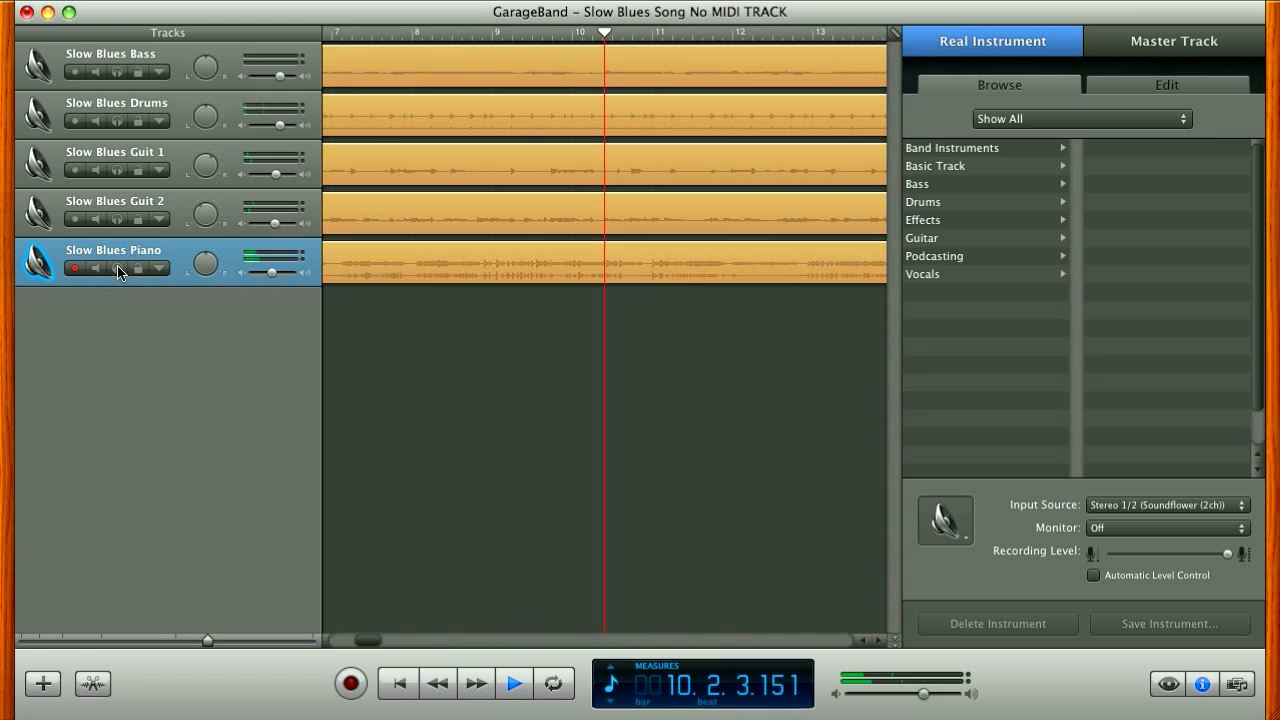 GarageBand – Slow Blues Song No MIDI TRACK
Tracks
7 8 9 10 11 12 13
Real Instrument Master Track
Slow Blues Bass
L R
Browse Edit
Slow Blues Drums
L R
Show All
Slow Blues Guit 1
L R
Band Instruments
Basic Track
Bass
Drums
Slow Blues Guit 2
L R
Effects
Guitar
Slow Blues Piano
L R
Podcasting
Vocals
Input Source: Stereo 1/2 (Soundflower (2ch))
Monitor: Off
Recording Level:
Automatic Level Control
Delete Instrument Save Instrument...
MEASURES
0010. 2. 3.151
bar beat